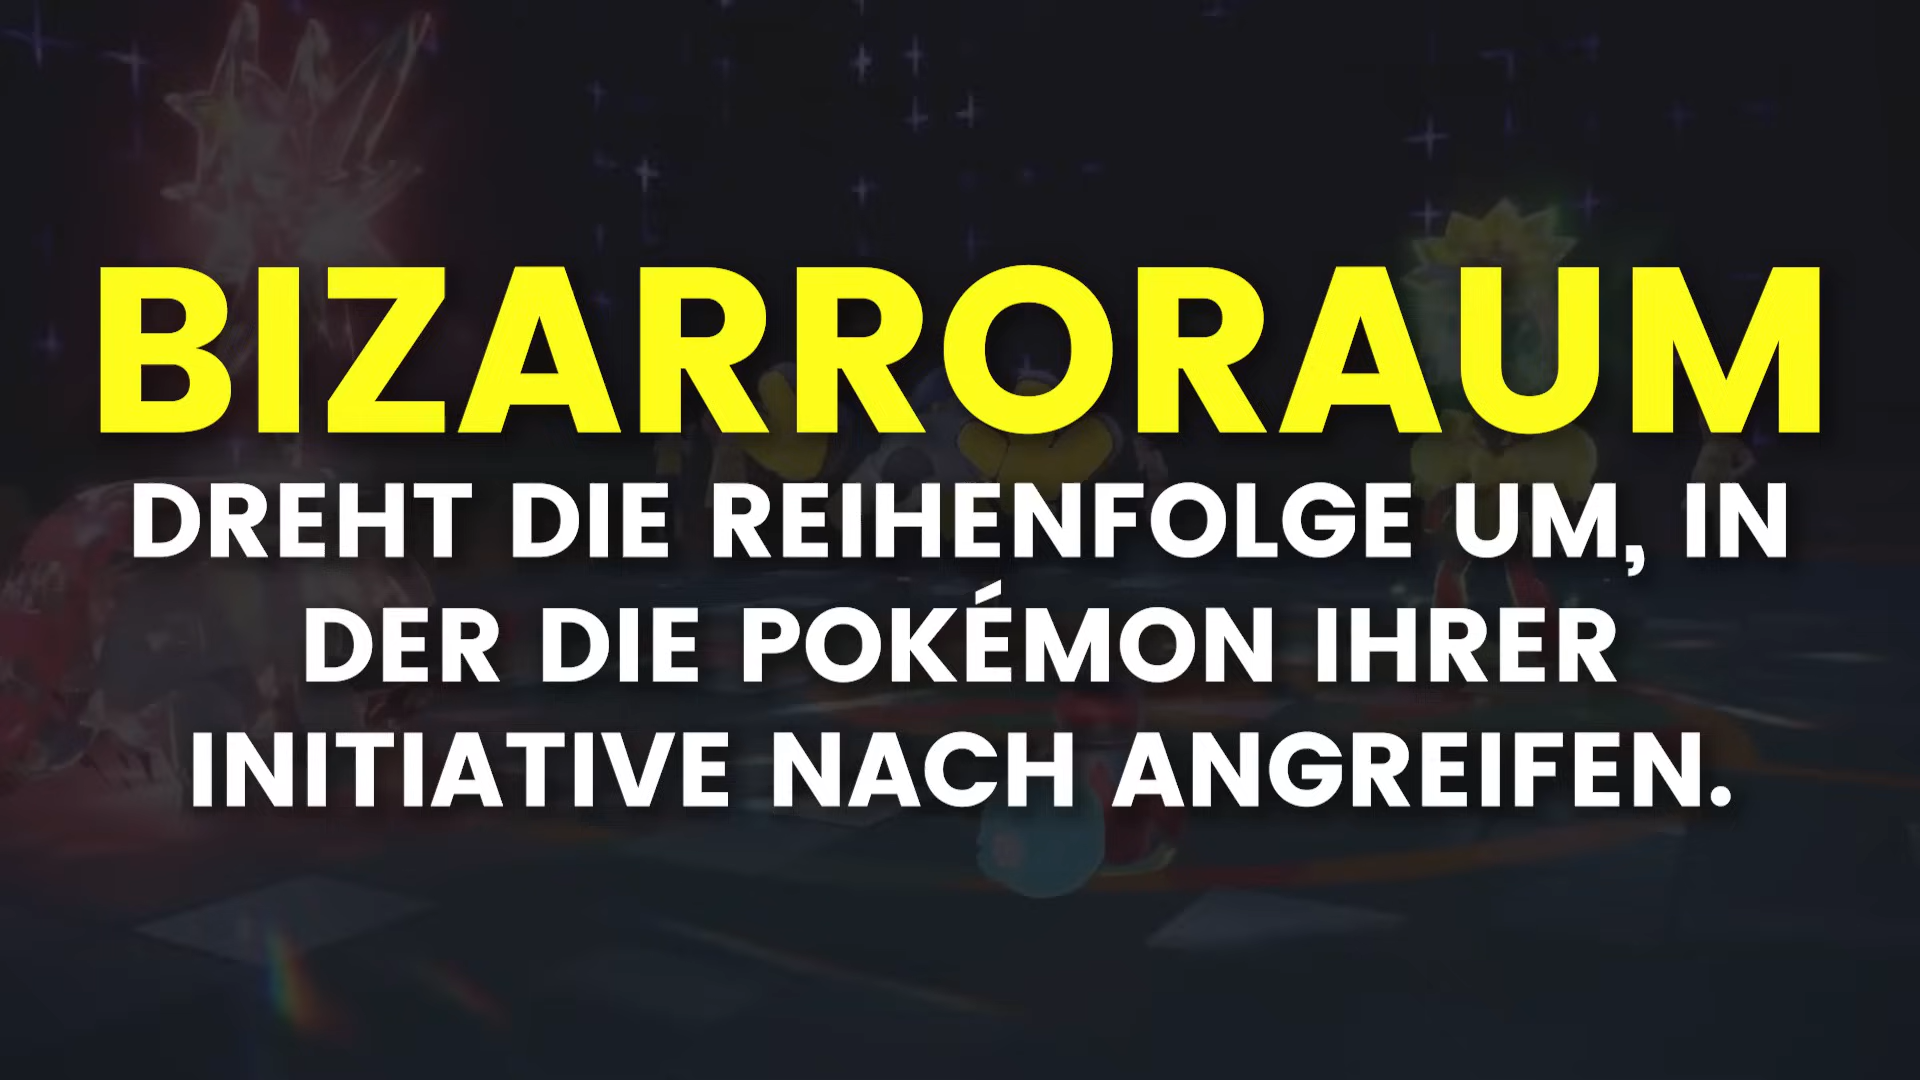 BIZARRORAUM
DREHT DIE REIHENFOLGE UM, IN
DER DIE POKÉMON IHRER
INITIATIVE NACH ANGREIFEN.